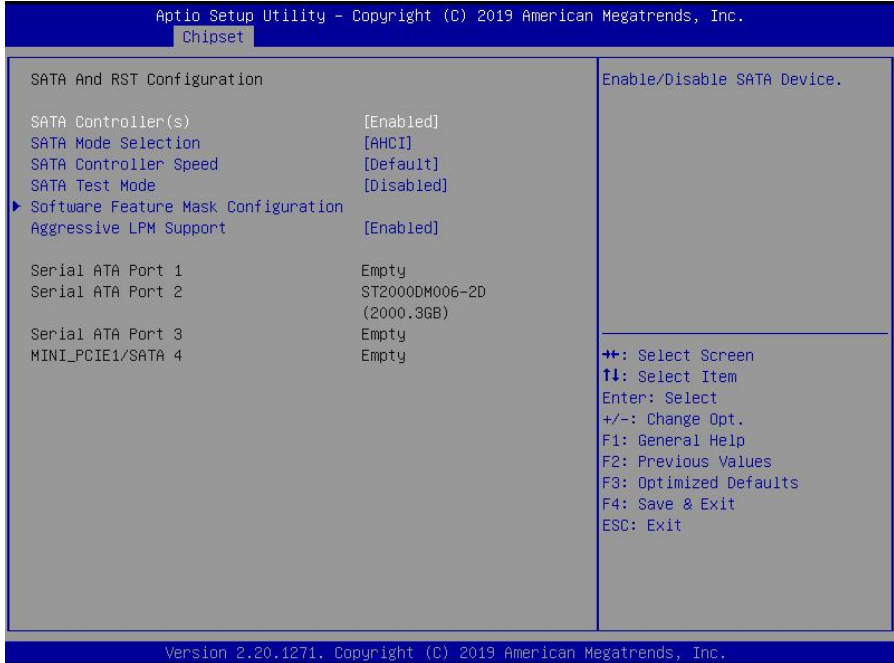 Aptio Setup Utility – Copyright (C) 2019 American Megatrends, Inc.
Chipset
SATA And RST Configuration
SATA Controller(s) [Enabled]
SATA Mode Selection [AHCI]
SATA Controller Speed [Default]
SATA Test Mode [Disabled]
Software Feature Mask Configuration
Aggressive LPM Support [Enabled]
Serial ATA Port 1 Empty
Serial ATA Port 2 ST2000DM006-2D
(2000.3GB)
Serial ATA Port 3 Empty
MINI_PCIE1/SATA 4 Empty
Enable/Disable SATA Device.
→←: Select Screen
↑↓: Select Item
Enter: Select
+/-: Change Opt.
F1: General Help
F2: Previous Values
F3: Optimized Defaults
F4: Save & Exit
ESC: Exit
Version 2.20.1271. Copyright (C) 2019 American Megatrends, Inc.